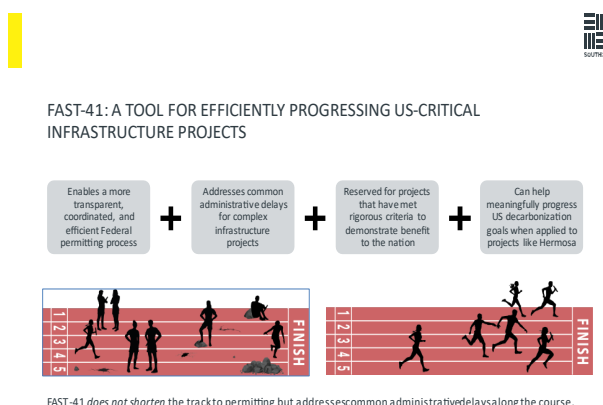 FAST-41: A TOOL FOR EFFICIENTLY PROGRESSING US-CRITICAL
INFRASTRUCTURE PROJECTS
Enables a more
transparent,
coordinated, and
efficient Federal
permitting process
+
Addresses common
administrative delays
for complex
infrastructure
projects
+
Reserved for projects
that have met
rigorous criteria to
demonstrate benefit
to the nation
+
Can help
meaningfully progress
US decarbonization
goals when applied to
projects like Hermosa
1
2
3
4
5
FINISH
1
2
3
4
5
FINISH
FAST-41 does not shorten the track to permitting but addresses common administrative delays along the course.